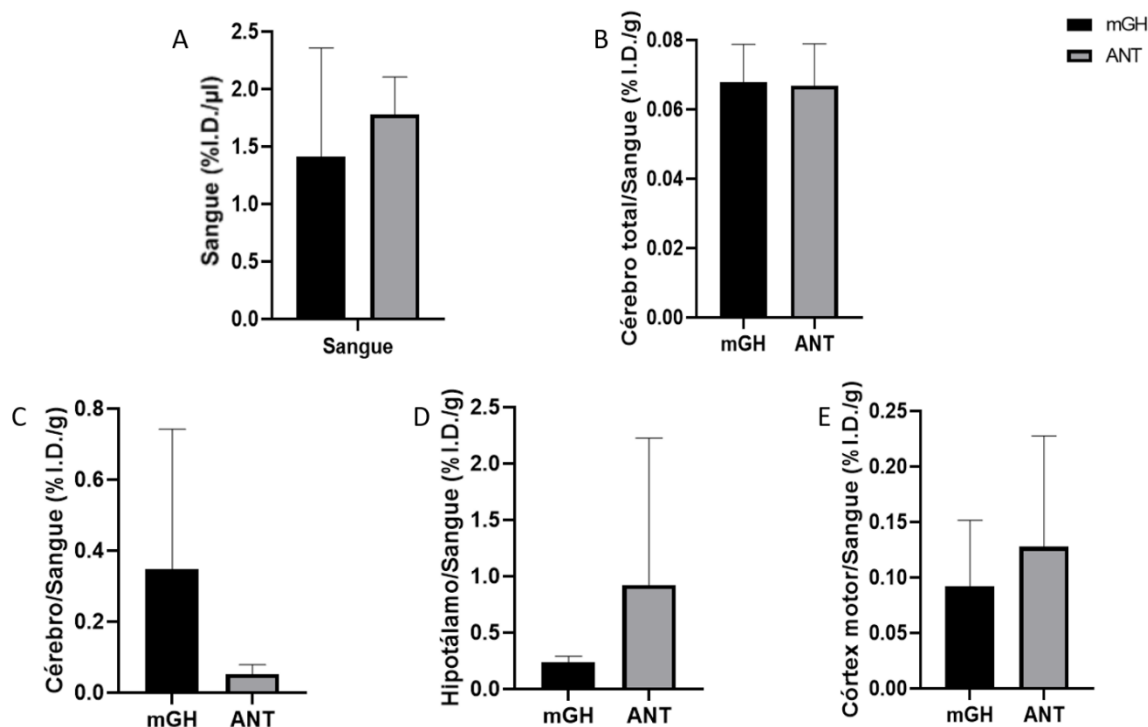 A
Sangue (%I.D./µl)
2.5
2.0
1.5
1.0
0.5
0.0
Sangue
B
Cérebro total/Sangue (%I.D./g)
0.08
0.06
0.04
0.02
0.00
mGH ANT
mGH
ANT
C
Cérebro/Sangue (%I.D./g)
0.8
0.6
0.4
0.2
0.0
mGH ANT
D
Hipotálamo/Sangue (%I.D./g)
2.5
2.0
1.5
1.0
0.5
0.0
mGH ANT
E
Córtex motor/Sangue (%I.D./g)
0.25
0.20
0.15
0.10
0.05
0.00
mGH ANT